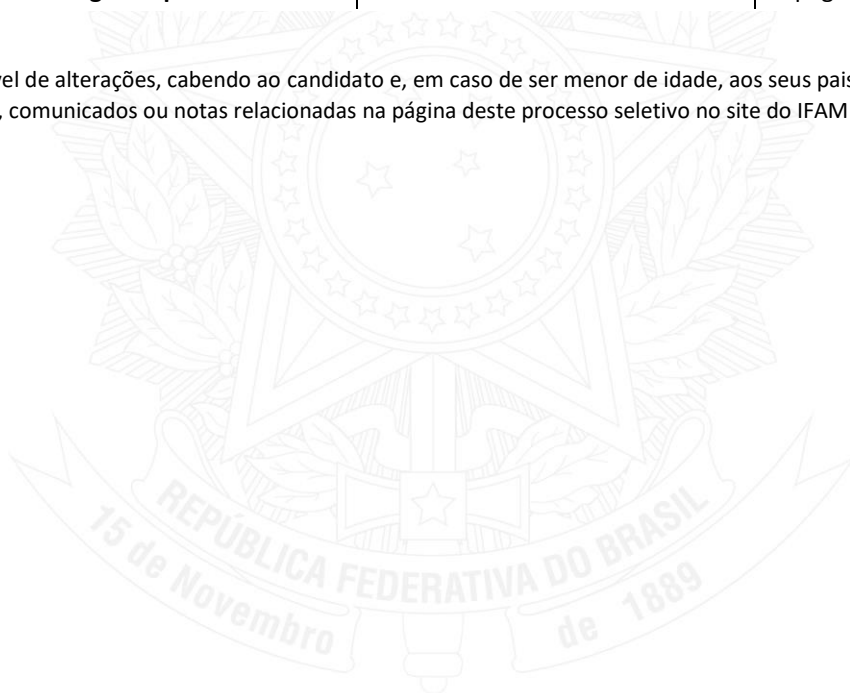 vel de alterações, cabendo ao candidato e, em caso de ser menor de idade, aos seus pais
, comunicados ou notas relacionadas na página deste processo seletivo no site do IFAM
REPÚBLICA FEDERATIVA DO BRASIL
15 de Novembro de 1889